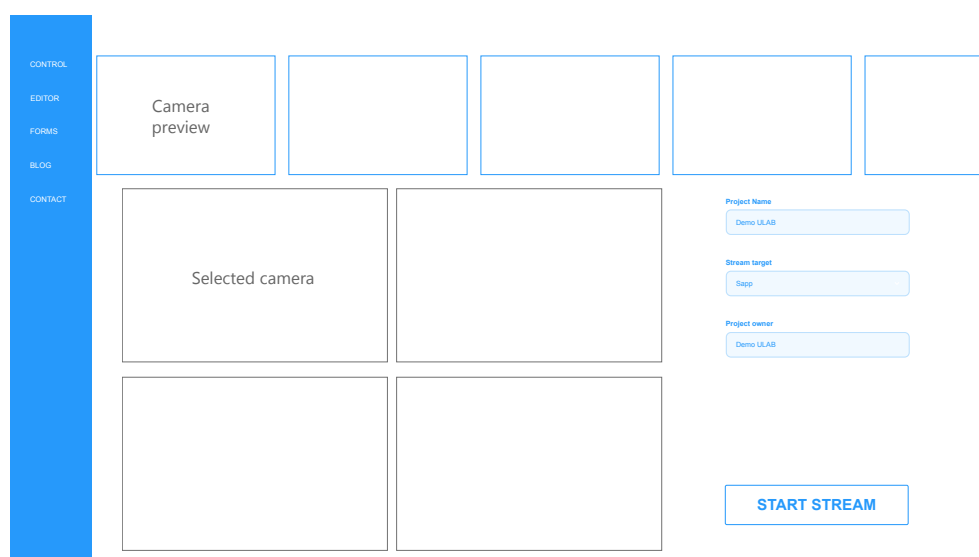 CONTROL
EDITOR
FORMS
BLOG
CONTACT
Camera
preview
Selected camera
Project Name
Demo ULAB
Stream target
Sapp
Project owner
Demo ULAB
START STREAM